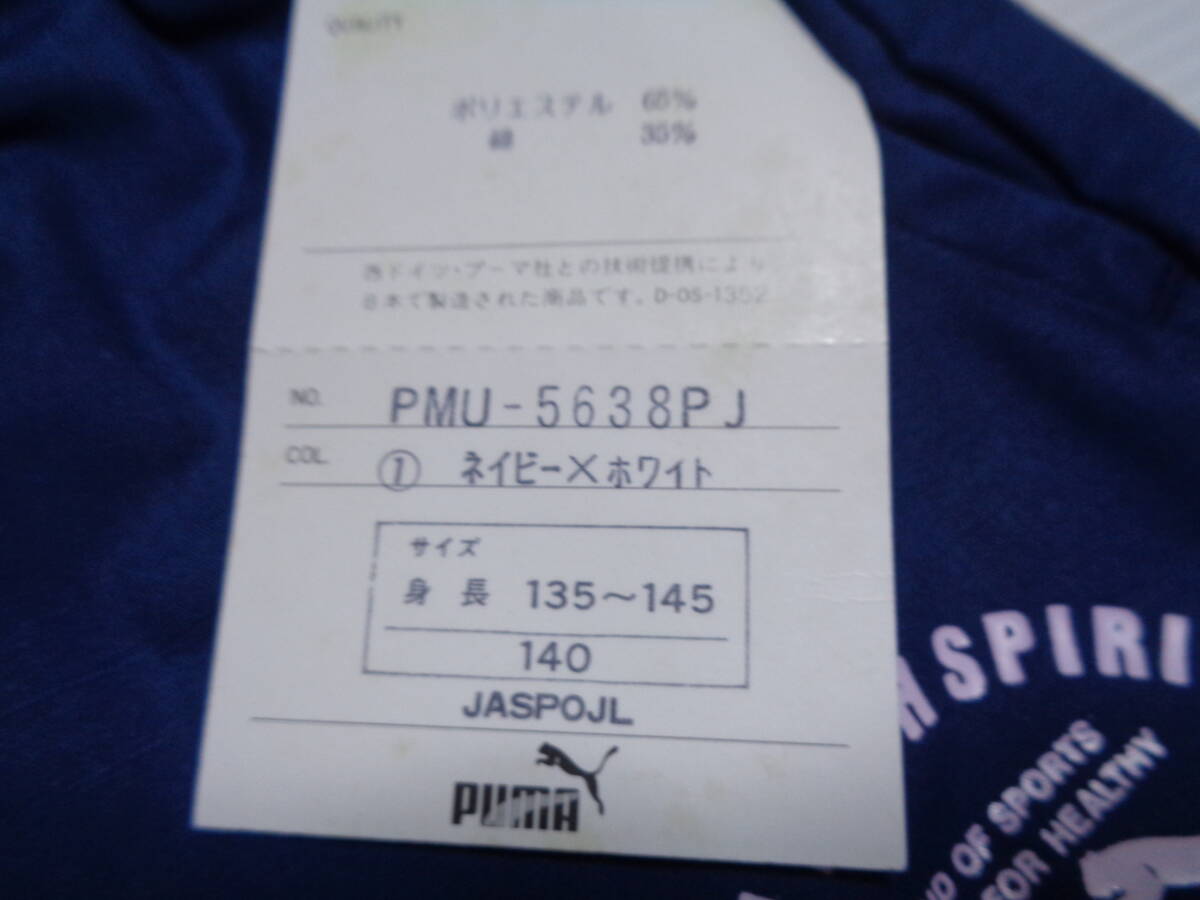 QUALITY
ポリエステル 65%
綿 35%
西ドイツ・プーマ社との技術提携により
日本で製造された商品です。D-OS-1352
NO. PMU-5638PJ
COL. ① ネイビー×ホワイト
サイズ
身長 135~145
140
JASPOJL
PUMA
SPIRI
OF SPORTS
FOR HEALTHY